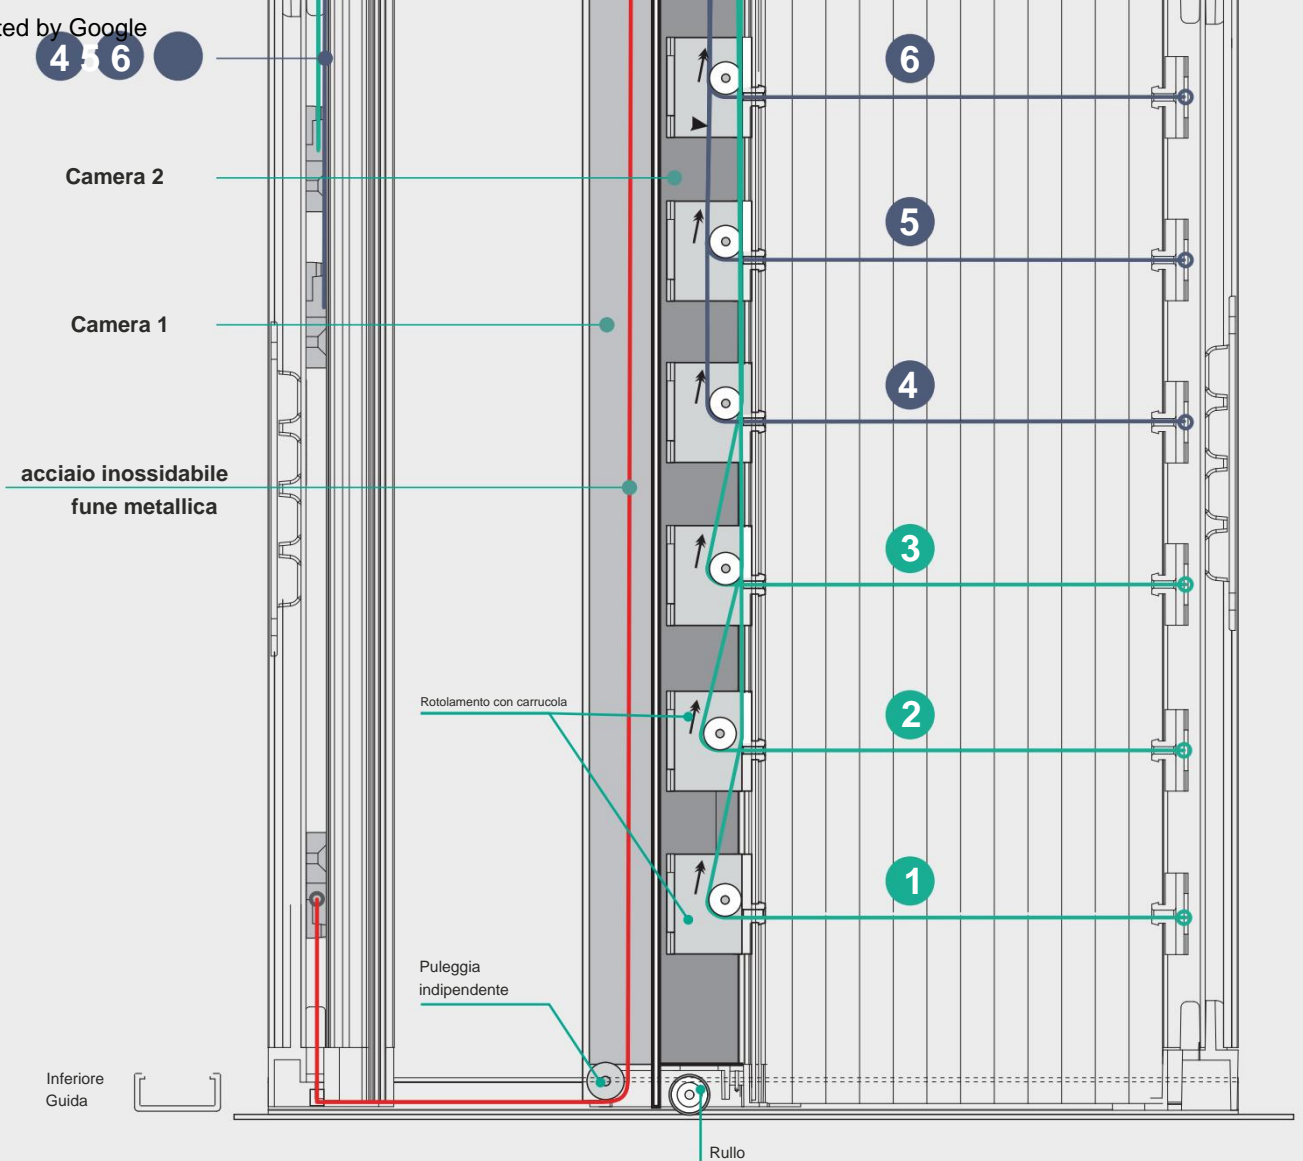 ted by Google
4 5 6
6
Camera 2
5
Camera 1
4
acciaio inossidabile
fune metallica
3
Rotolamento con carrucola
2
1
Puleggia
indipendente
Inferiore
Guida
Rullo